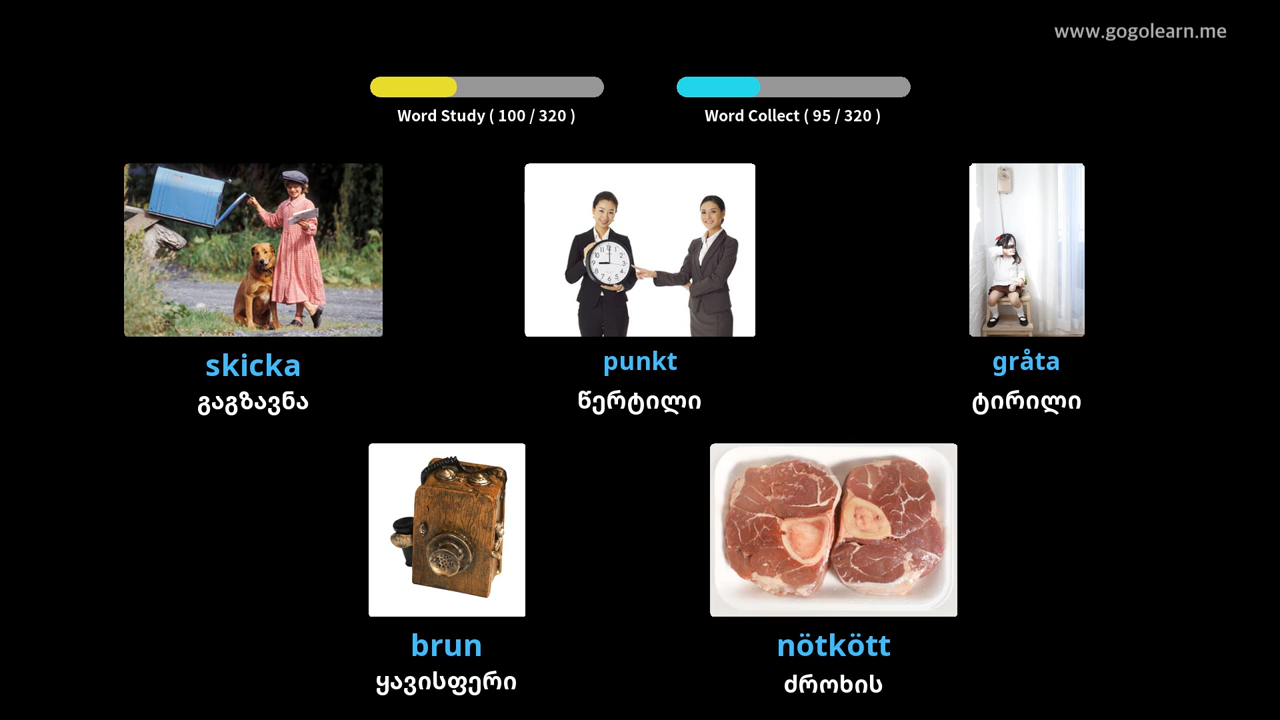 www.gogolearn.me
Word Study ( 100 / 320 )
Word Collect ( 95 / 320 )
skicka
გაგზავნა
punkt
წერტილი
gråta
ტირილი
brun
ყავისფერი
nötkött
ძროხის